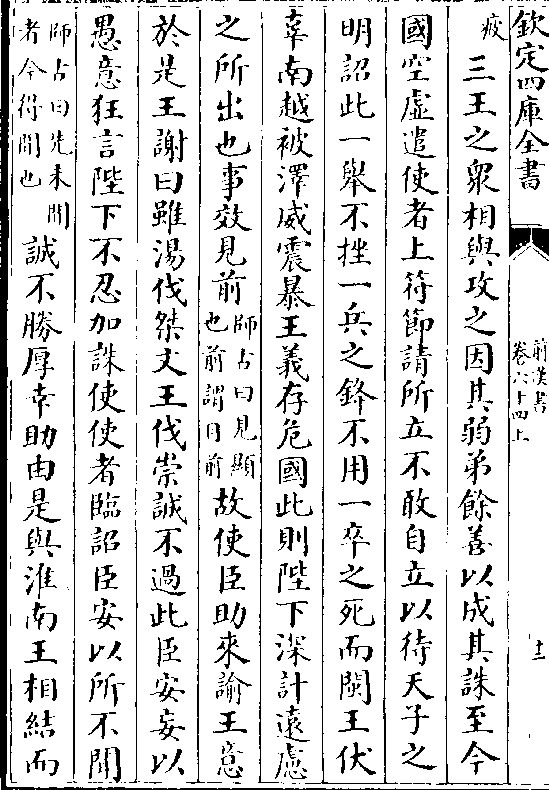 欽定四庫全書
前漢書
卷六十四上
十二
疲
三王之衆相與攻之因其弱弟餘善以成其誅至今
國空虛遣使者上符節請所立不敢自立以待天子之
明詔此一舉不挫一兵之鋒不用一卒之死而閩王伏
辜南越被澤威震暴王義存危國此則陛下深計遠慮
之所出也事效見前師古曰見顯也前謂目前故使臣助來諭王意
於是王謝曰雖湯伐桀文王伐崇誠不過此臣安妄以
愚意狂言陛下不忍加誅使使者臨詔臣安以所不聞
師古曰先未聞者今得聞也誠不勝厚幸助由是與淮南王相結而